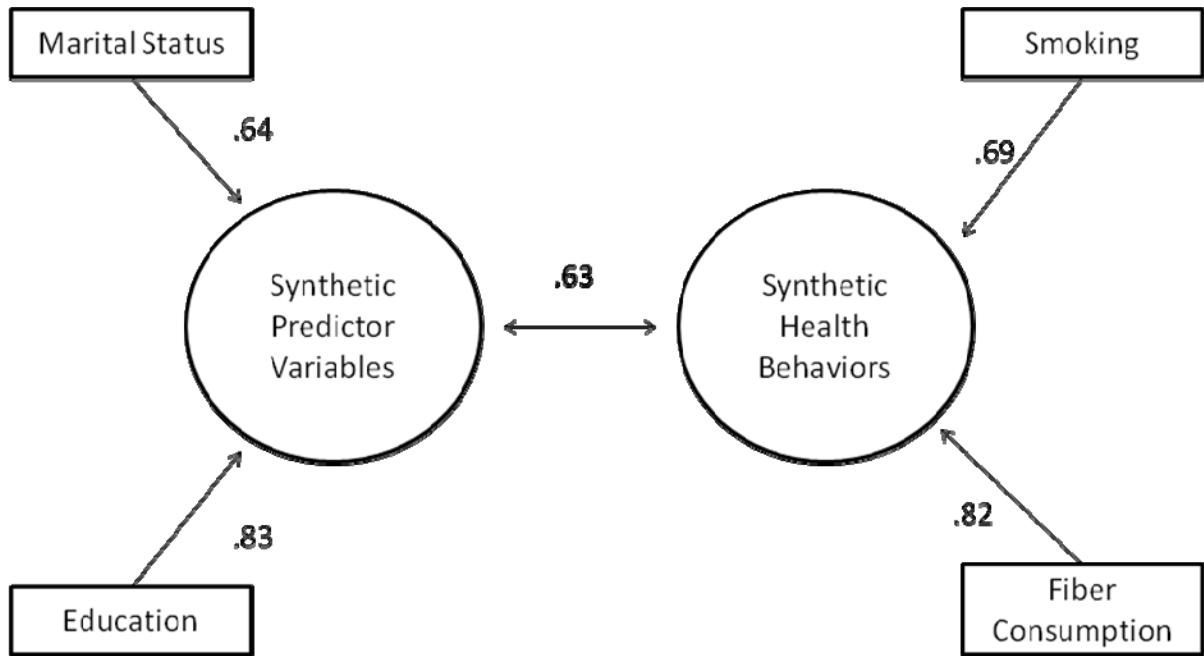 Marital Status
Smoking
.64
.69
Synthetic
Predictor
Variables
.63
Synthetic
Health
Behaviors
.83
.82
Education
Fiber
Consumption